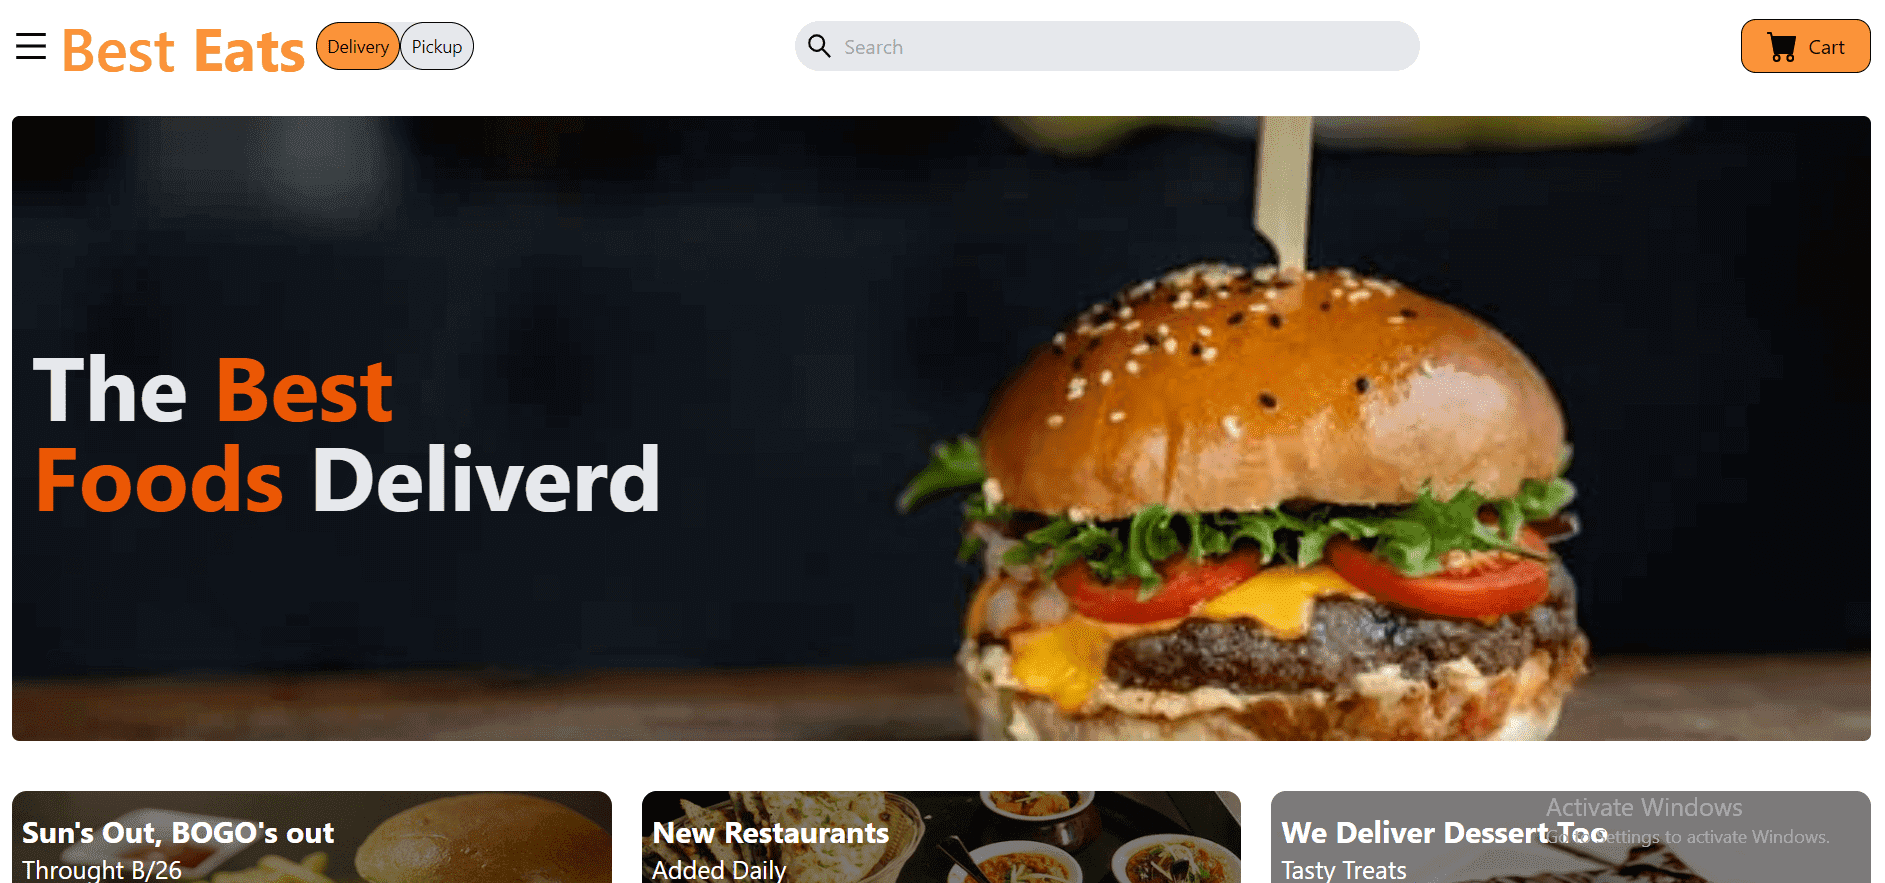 Best Eats
Delivery
Pickup
Search
Cart
The Best
Foods Deliverd
Sun's Out, BOGO's out
Throught B/26
New Restaurants
Added Daily
We Deliver Dessert Too
Tasty Treats
Activate Windows
Go to Settings to activate Windows.